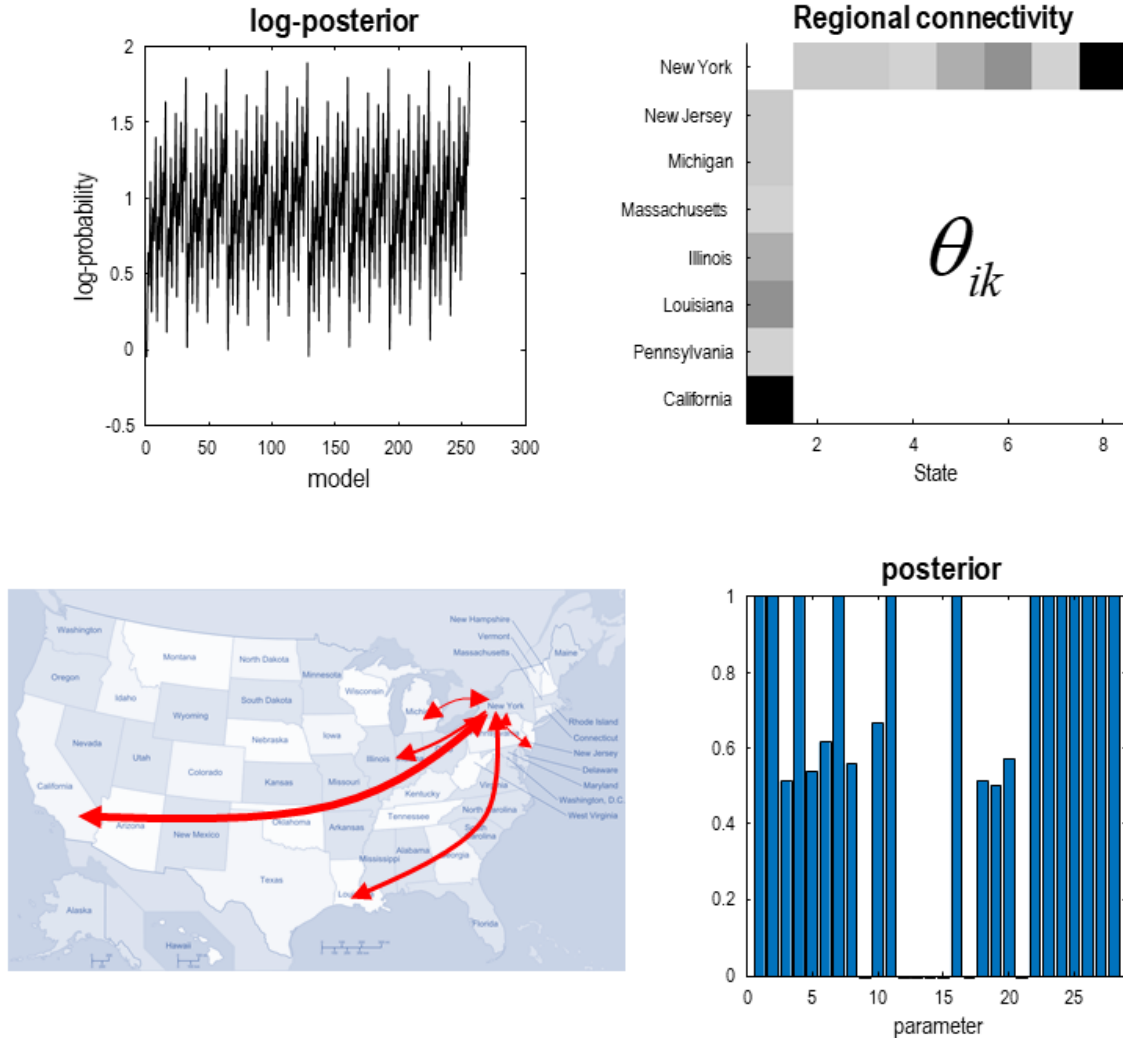 log-posterior
2
1.5
1
0.5
0
-0.5
log-probability
0 50 100 150 200 250 300
model
Regional connectivity
New York
New Jersey
Michigan
Massachusetts
Illinois
Louisiana
Pennsylvania
California
θik
2 4 6 8
State
Washington
Oregon
California
Nevada
Idaho
Montana
Wyoming
Utah
Colorado
Arizona
New Mexico
North Dakota
South Dakota
Nebraska
Kansas
Oklahoma
Texas
Minnesota
Iowa
Missouri
Arkansas
Wisconsin
Illinois
Kentucky
Tennessee
Mississippi
Alabama
Georgia
Florida
South
Carolina
North Carolina
Virginia
New York
Maine
New Hampshire
Vermont
Massachusetts
Rhode Island
Connecticut
New Jersey
Delaware
Maryland
Washington, D.C.
West Virginia
Alaska
Hawaii
posterior
1
0.8
0.6
0.4
0.2
0
0 5 10 15 20 25
parameter